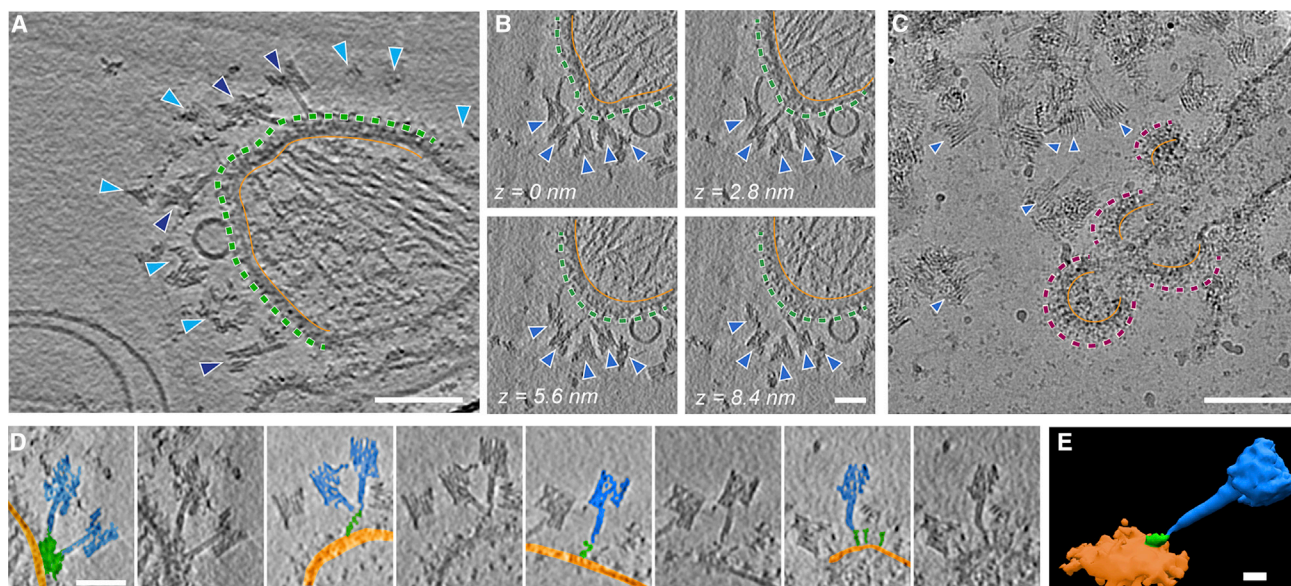 A
B
C
z = 0 nm
z = 2.8 nm
z = 5.6 nm
z = 8.4 nm
D
E